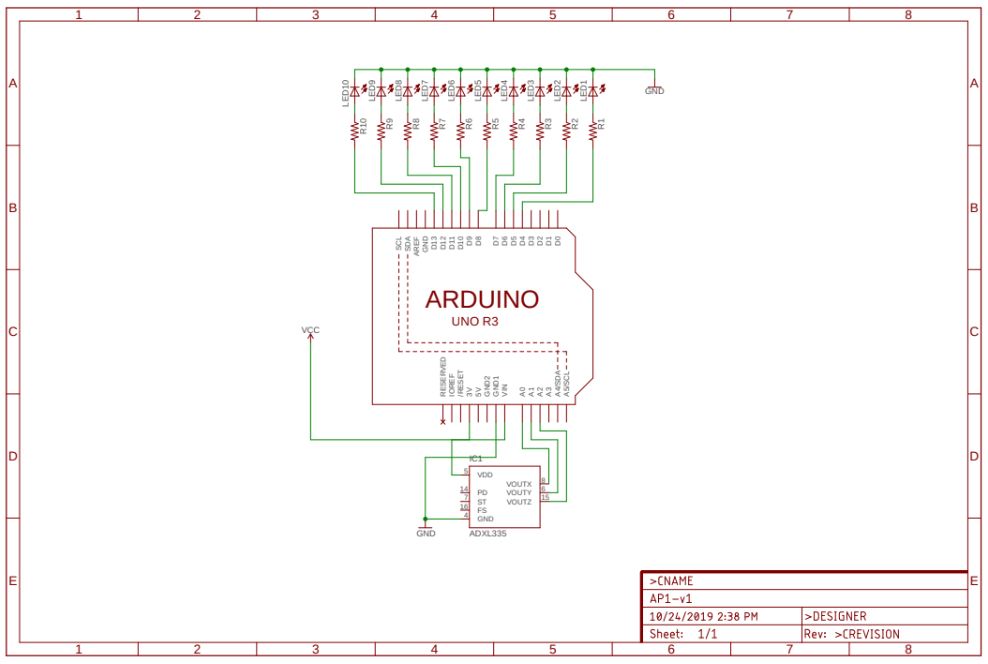 1 2 3 4 5 6 7 8
A A
LED10 LED9 LED8 LED7 LED6 LED5 LED4 LED3 LED2 LED1
GND
R10 R9 R8 R7 R6 R5 R4 R3 R2 R1
B B
SCL SDA AREF GND D13 D12 D11 D10 D9 D8 D7 D6 D5 D4 D3 D2 D1 D0
ARDUINO
UNO R3
C C
VCC
RESERVED IOREF /RESET 3V 5V GND2 GND1 VIN A0 A1 A2 A3 A4/SDA A5/SCL
D D
IC1
VDD
VOUTX
14 PD VOUTY
7 ST VOUTZ 15
16 FS
4 GND
GND ADXL335
E E
>CNAME
AP1-v1
10/24/2019 2:38 PM >DESIGNER
Sheet: 1/1 Rev: >CREVISION
1 2 3 4 5 6 7 8